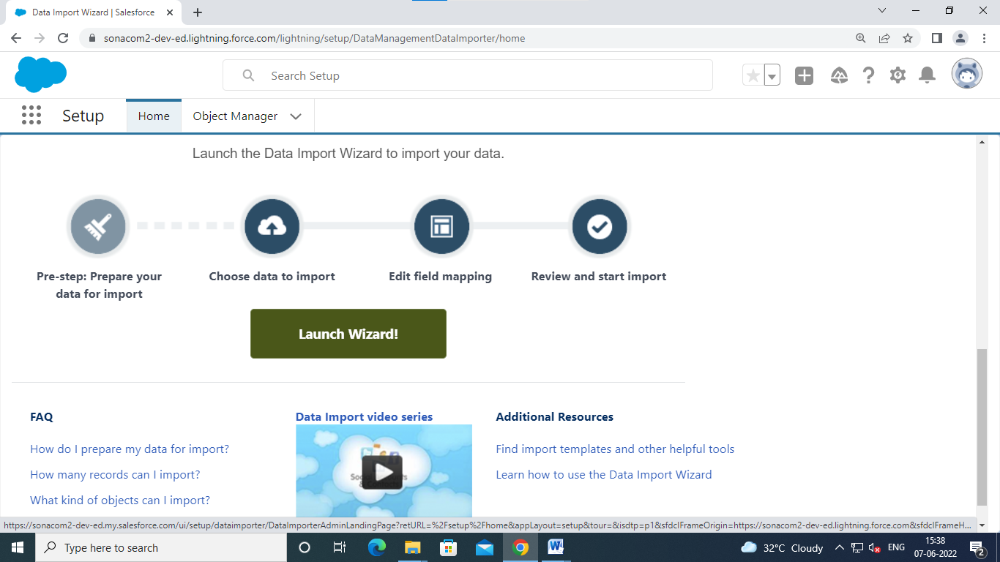 Data Import Wizard | Salesforce
sonacom2-dev-ed.lightning.force.com/lightning/setup/DataManagementDataImporter/home
Search Setup
Setup
Home
Object Manager
Launch the Data Import Wizard to import your data.
Pre-step: Prepare your
data for import
Choose data to import
Edit field mapping
Review and start import
Launch Wizard!
FAQ
How do I prepare my data for import?
How many records can I import?
What kind of objects can I import?
Data Import video series
Additional Resources
Find import templates and other helpful tools
Learn how to use the Data Import Wizard
https://sonacom2-dev-ed.my.salesforce.com/ui/setup/dataimporter/DataImporterAdminLandingPage?retURL=%2Fsetup%2Fhome&appLayout=setup&tour=&isdtp=p1&sfdcIFrameOrigin=https://sonacom2-dev-ed.lightning.force.com&sfdcIFrameH...
Type here to search
32°C Cloudy
ENG
15:38
07-06-2022
2